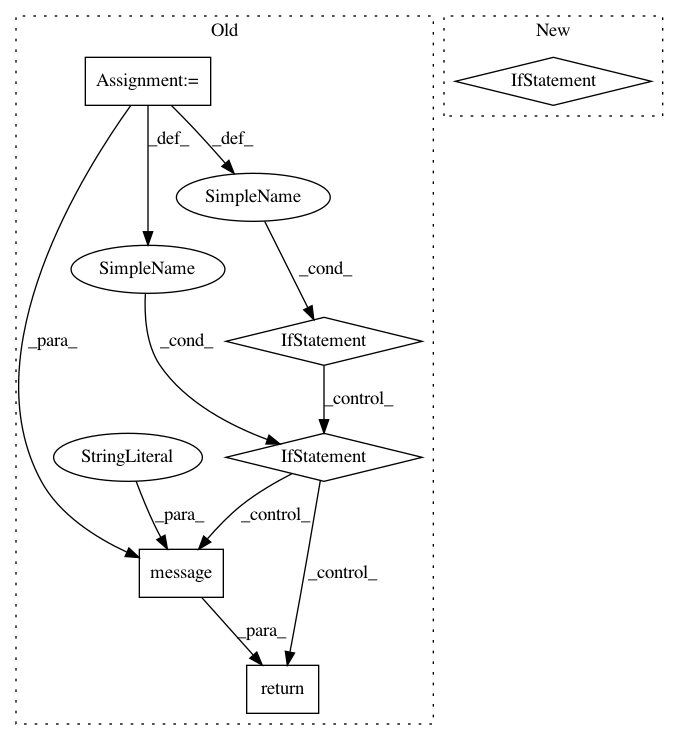 Old
New
Assignment:=
IfStatement
_def_
_def_
SimpleName
SimpleName
_cond_
_para_
_cond_
IfStatement
_control_
StringLiteral
IfStatement
_para_
_control_
_control_
message
_para_
return